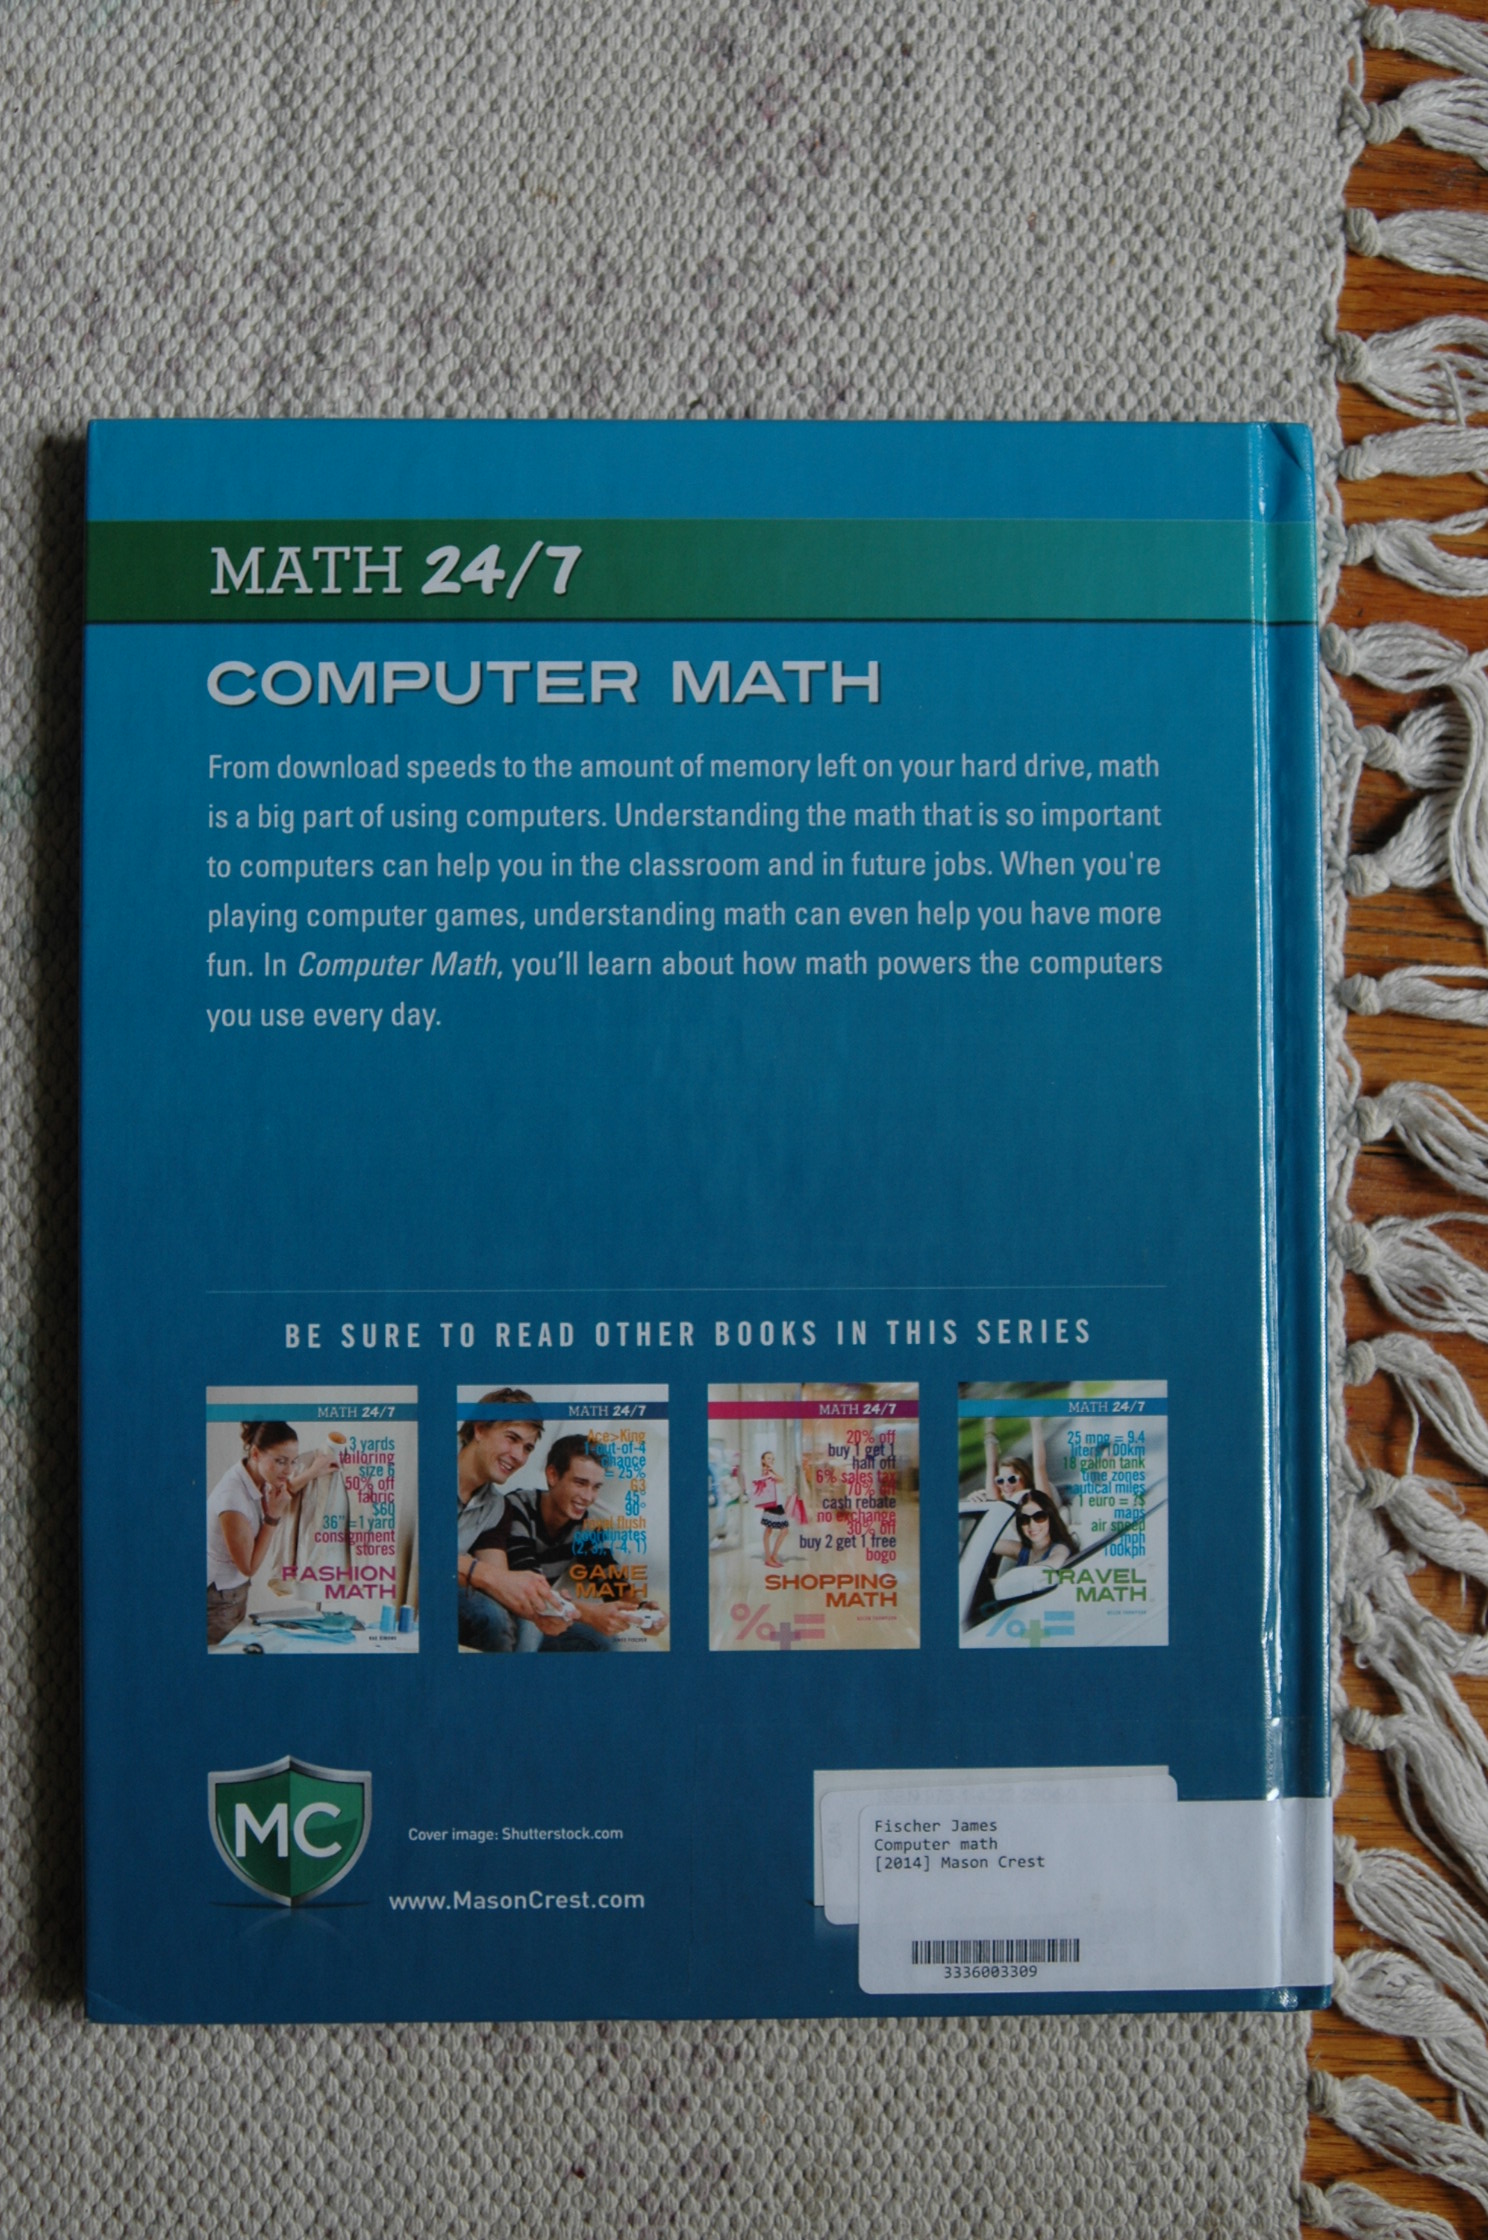 MATH 24/7
COMPUTER MATH
From download speeds to the amount of memory left on your hard drive, math
is a big part of using computers. Understanding the math that is so important
to computers can help you in the classroom and in future jobs. When you're
playing computer games, understanding math can even help you have more
fun. In Computer Math, you'll learn about how math powers the computers
you use every day.
BE SURE TO READ OTHER BOOKS IN THIS SERIES
MATH 24/7
3 yards
tailoring
size 6
50% off
fabric
$60
36"=1 yard
consignment
stores
FASHION
MATH
MATH 24/7
Ace>King
1-out-of-4
chance
= 25%
63
45°
90°
flush
coordinates
GAME
MATH
MATH 24/7
20% off
buy 1 get 1
half off
6% sales tax
70% off
cash rebate
no exchange
30% off
buy 2 get 1 free
bogo
SHOPPING
MATH
MATH 24/7
25 mpg = 9.4
liters/100km
18 gallon tank
time zones
nautical miles
1 euro = ?$
maps
air speed
mph
100kph
TRAVEL
MATH
MC
Cover image: Shutterstock.com
www.MasonCrest.com
Fischer James
Computer math
[2014] Mason Crest
3336003309